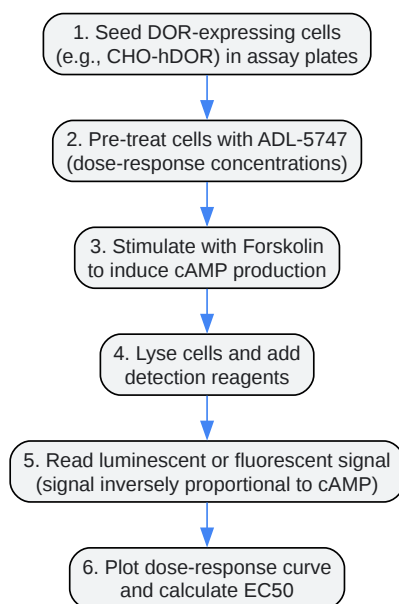 1. Seed DOR-expressing cells
(e.g., CHO-hDOR) in assay plates
2. Pre-treat cells with ADL-5747
(dose-response concentrations)
3. Stimulate with Forskolin
to induce cAMP production
4. Lyse cells and add
detection reagents
5. Read luminescent or fluorescent signal
(signal inversely proportional to cAMP)
6. Plot dose-response curve
and calculate EC50